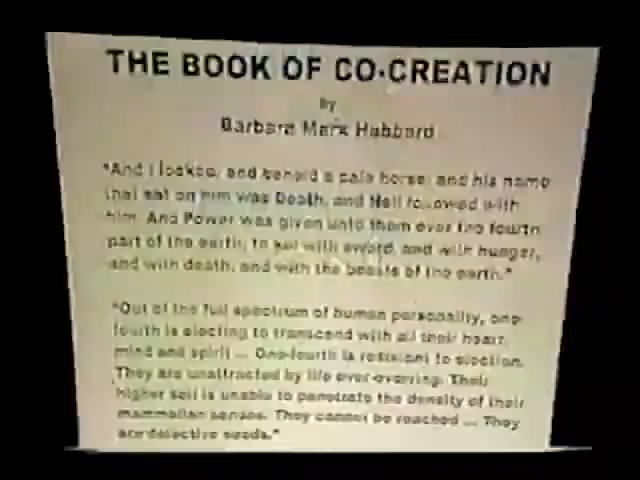 THE BOOK OF CO-CREATION
by
Barbara Marx Hubbard
"And I looked, and behold a pale horse: and his name
that sat on him was Death, and Hell followed with
him. And Power was given unto them over the fourth
part of the earth, to kill with sword, and with hunger,
and with death, and with the beasts of the earth."
"Out of the full spectrum of human personality, one-
fourth is electing to transcend with all their heart,
mind and spirit ... One-fourth is resistant to election.
They are unattracted by life ever-evolving. Their
higher self is unable to penetrate the density of their
mammalian senses. They cannot be reached ... They
are defective seeds."